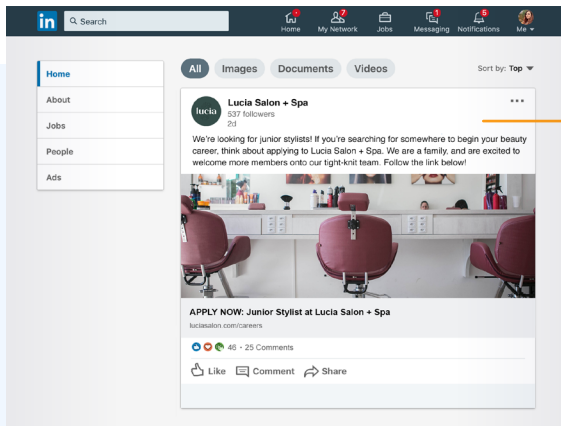 in Search
Home My Network Jobs Messaging 1 Notifications 5 Me
Home
About
Jobs
People
Ads
All Images Documents Videos Sort by: Top
lucia
Lucia Salon + Spa
537 followers
2d
We're looking for junior stylists! If you're searching for somewhere to begin your beauty
career, think about applying to Lucia Salon + Spa. We are a family, and are excited to
welcome more members onto our tight-knit team. Follow the link below!
APPLY NOW: Junior Stylist at Lucia Salon + Spa
luciasalon.com/careers
46 • 25 Comments
Like Comment Share